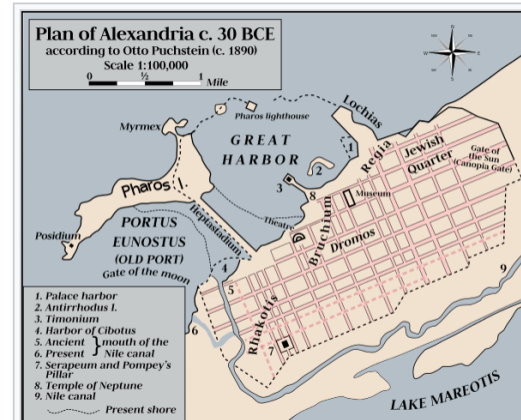 Plan of Alexandria c. 30 BCE
according to Otto Puchstein (c. 1890)
Scale 1:100,000
0 ½ 1 Mile
N
Pharos lighthouse
Lochias
Myrmex
GREAT
HARBOR
1
2
3
8
Regia
Jewish
Quarter
Gate of
the Sun
(Canopia Gate)
Museum
Pharos I.
Heptastadium
Theatre
Bruchium
Dromos
Posidium
PORTUS
EUNOSTUS
(OLD PORT)
Gate of the moon
4
5
6
Rhakotis
7
9
LAKE MAREOTIS
1. Palace harbor
2. Antirrhodus I.
3. Timonium
4. Harbor of Cibotus
5. Ancient } mouth of the
6. Present } Nile canal
7. Serapeum and Pompey's
Pillar
8. Temple of Neptune
9. Nile canal
Present shore